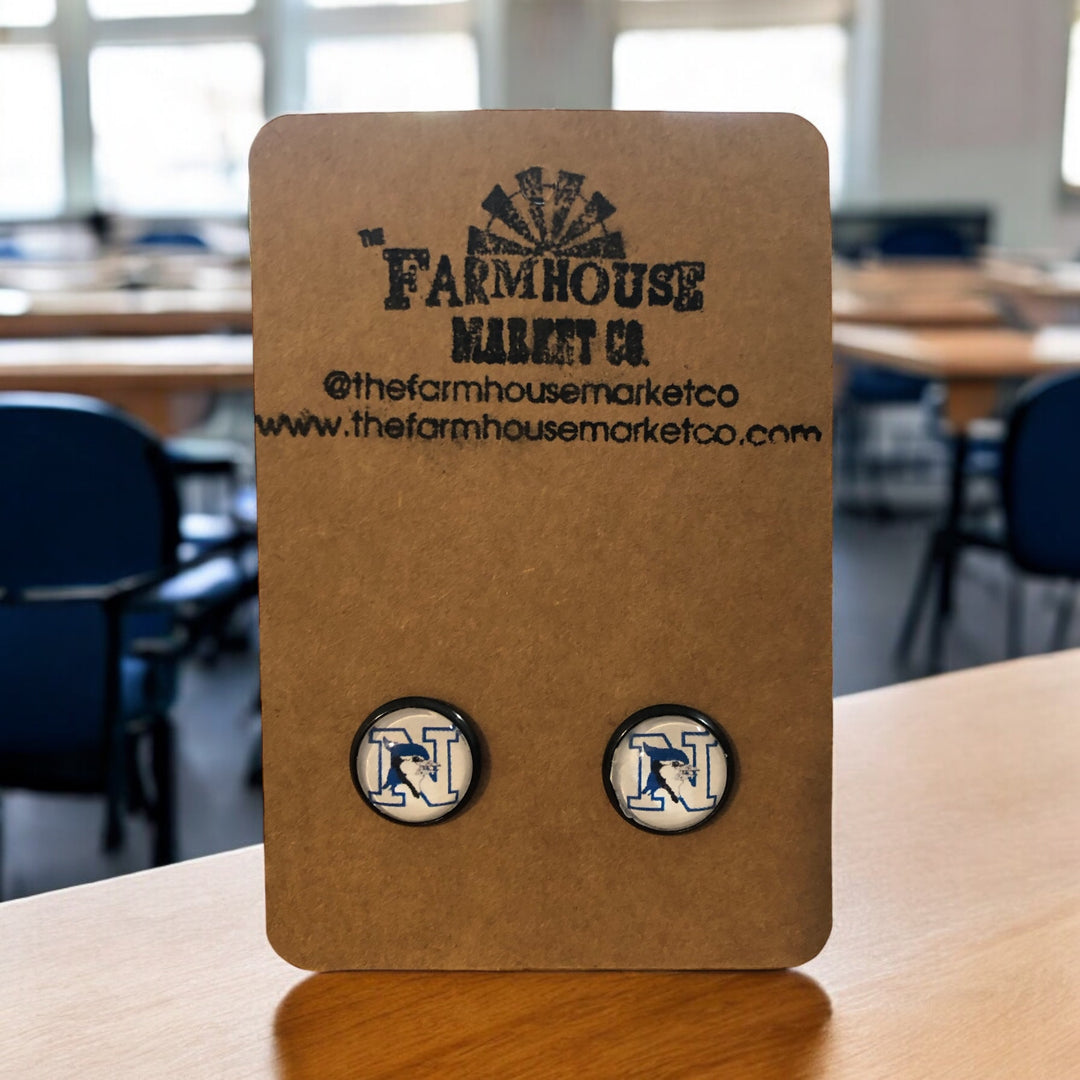 THE
FARMHOUSE
MARKET CO.
@thefarmhousemarketco
www.thefarmhousemarketco.com
N N